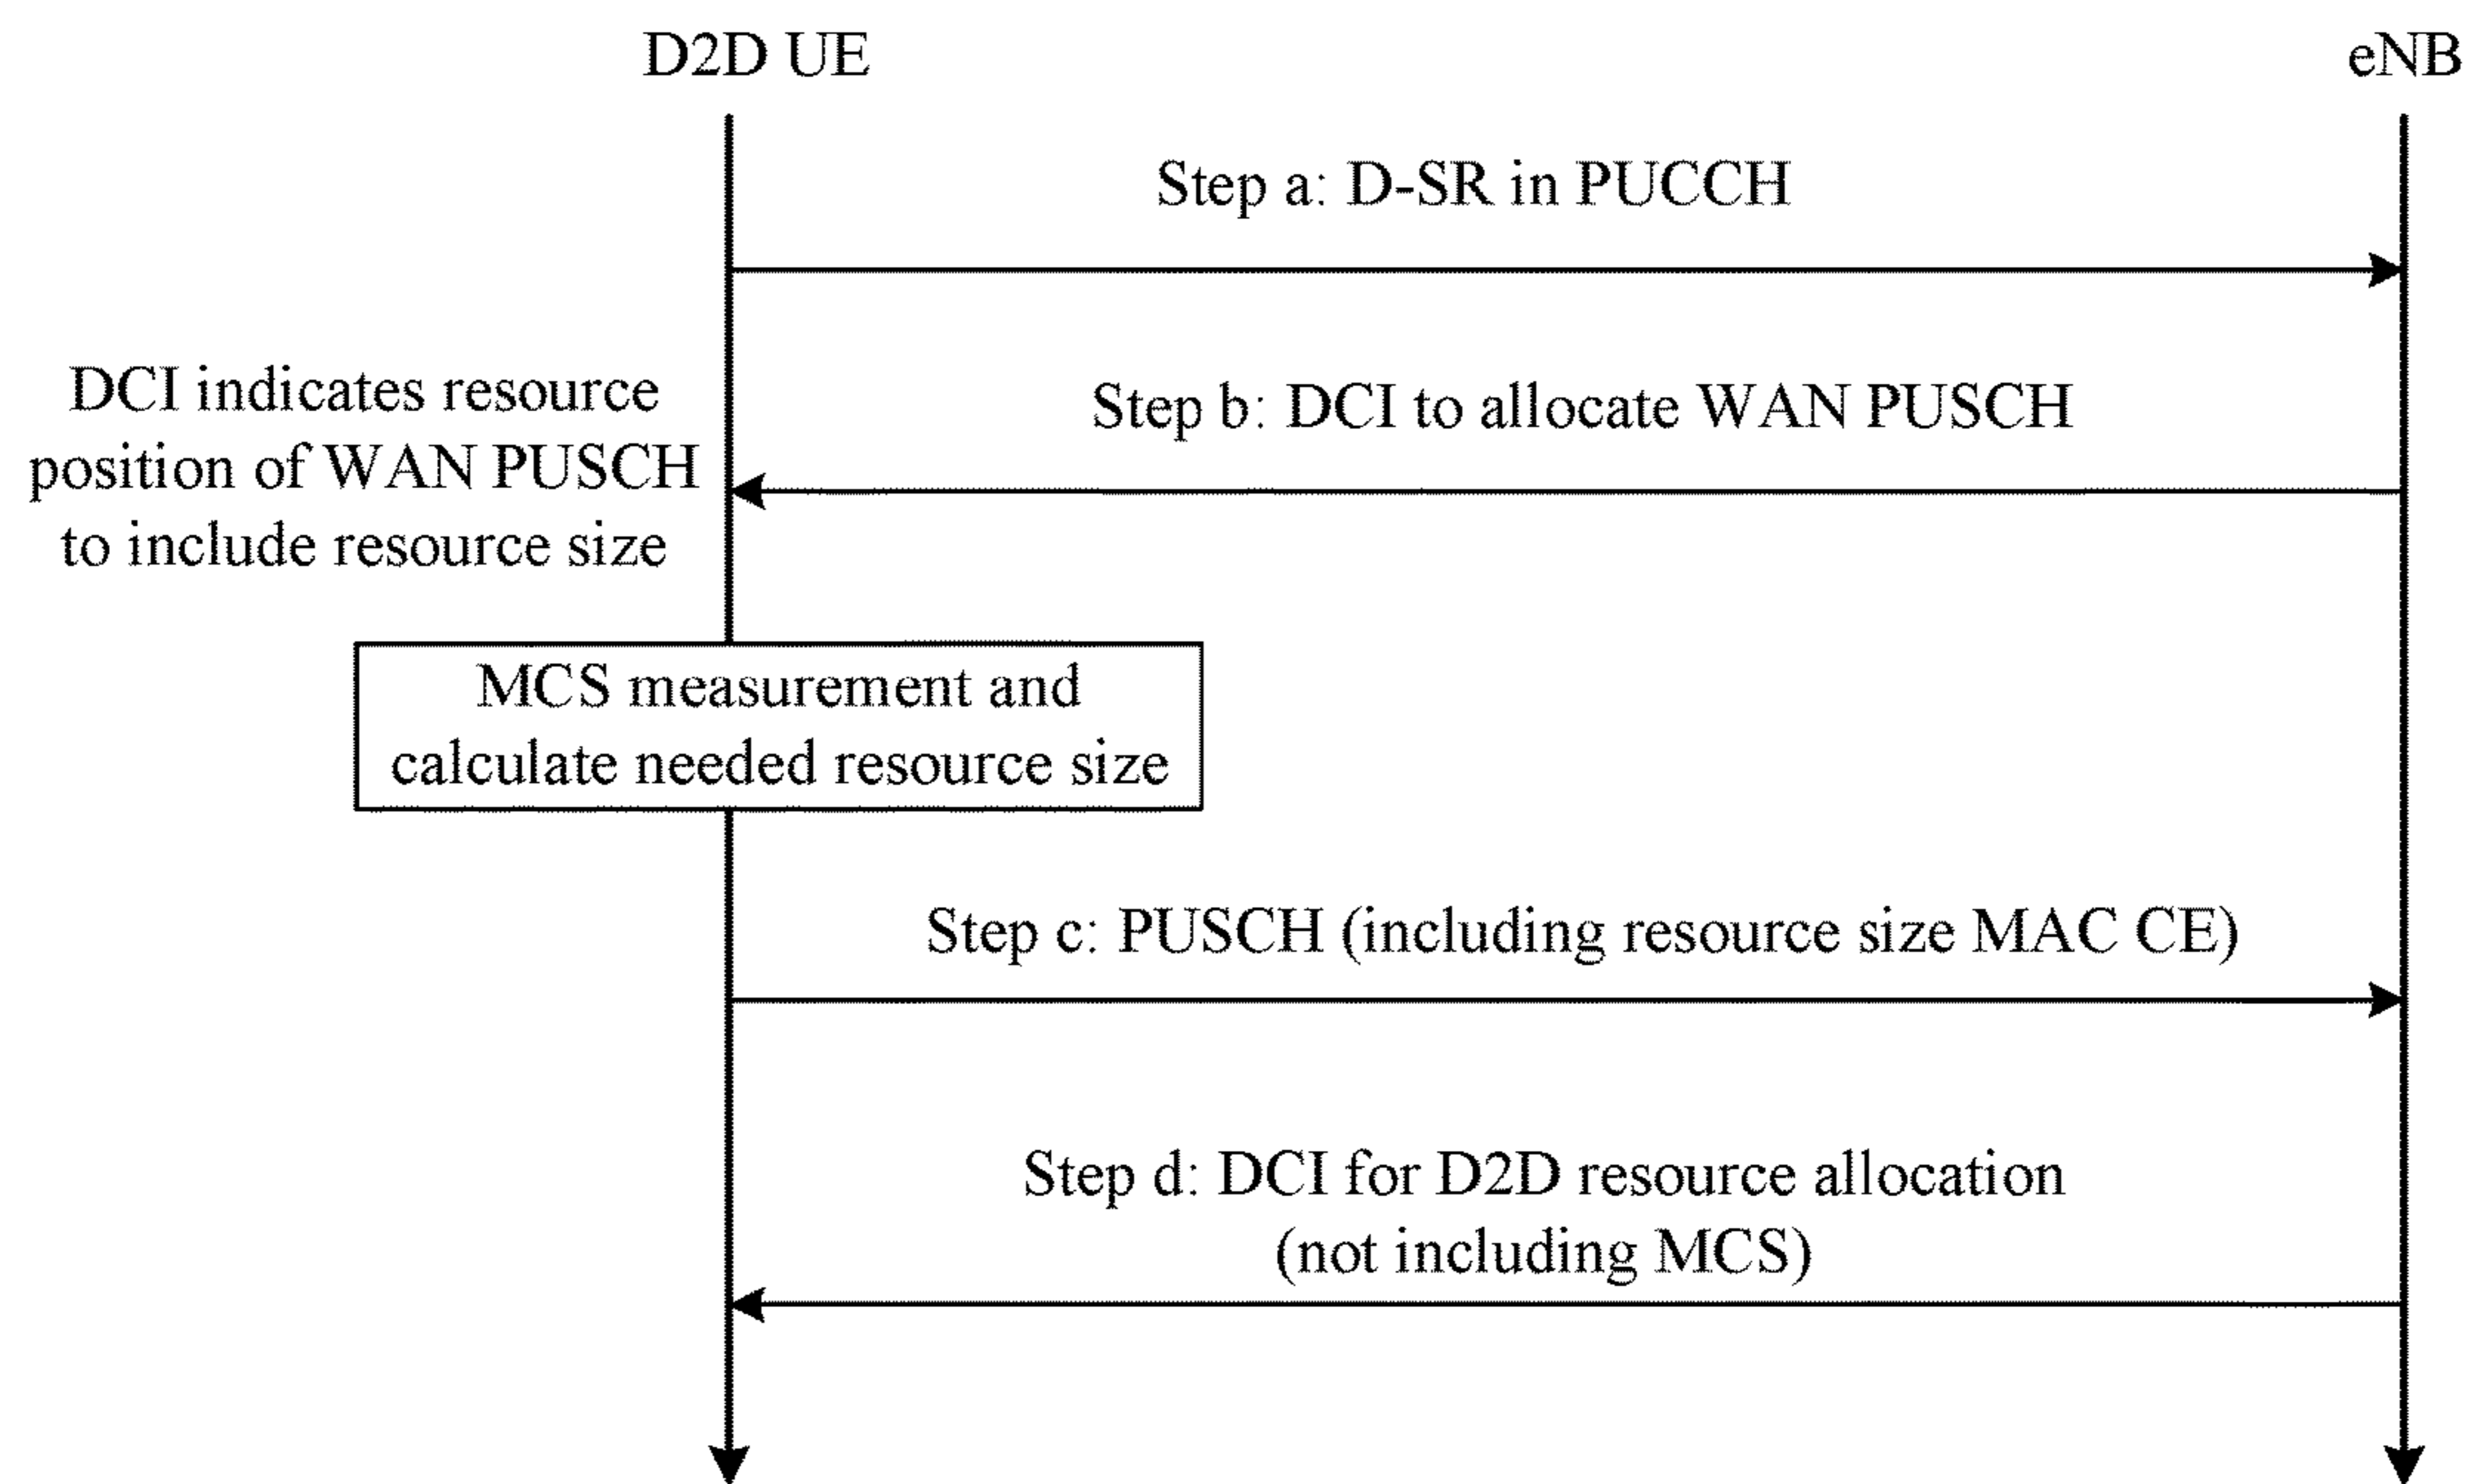 D2D UE
eNB
Step a: D-SR in PUCCH
DCI indicates resource
position of WAN PUSCH
to include resource size
Step b: DCI to allocate WAN PUSCH
MCS measurement and
calculate needed resource size
Step c: PUSCH (including resource size MAC CE)
Step d: DCI for D2D resource allocation
(not including MCS)